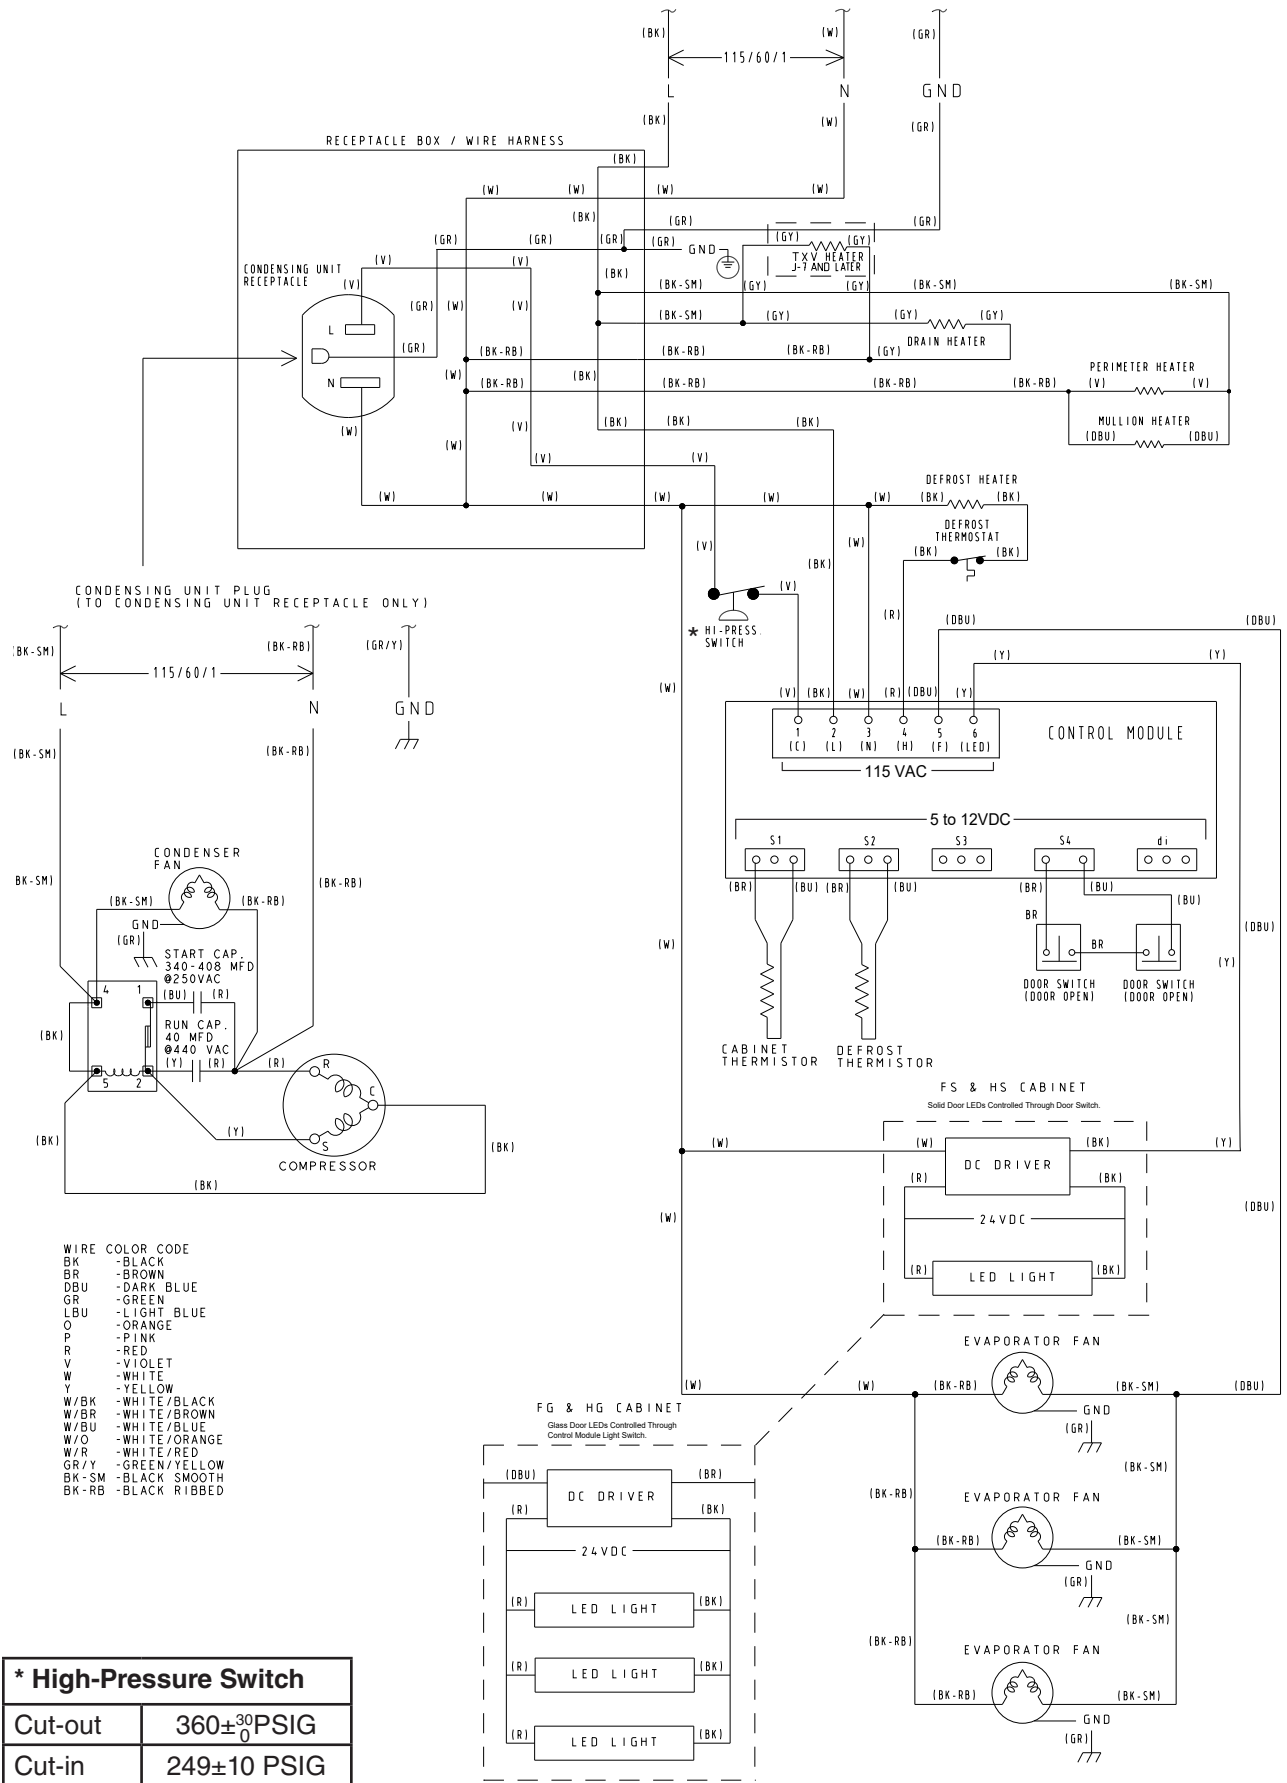 (BK)
(W)
(GR)
115/60/1
L
N
GND
(BK)
(W)
(GR)
RECEPTACLE BOX / WIRE HARNESS
(BK)
(W) (W) (W) (W)
(BK)
(GR) (GR)
(GR) (GR) (GR) (GR) GND
(GY) (GY)
TXV HEATER
J-7 AND LATER
(V) (V)
CONDENSING UNIT
RECEPTACLE
(V)
(BK)
(BK-SM) (GY) (GY) (BK-SM) (BK-SM)
(GR) (W) (V)
L
(BK-SM) (GY) (GY) (GY)
DRAIN HEATER
(GR)
(BK-RB) (BK-RB) (BK-RB) (GY)
PERIMETER HEATER
N
(W)
(BK)
(BK-RB) (BK-RB) (BK-RB) (BK-RB) (V) (V)
MULLION HEATER
(DBU) (DBU)
(W)
(V)
(BK) (BK) (BK)
(W)
(V) (V)
DEFROST HEATER
(W) (W) (W) (W) (W) (BK) (BK)
DEFROST
THERMOSTAT
(BK) (BK)
(V)
(W)
(BK)
CONDENSING UNIT PLUG
(TO CONDENSING UNIT RECEPTACLE ONLY)
(V)
* HI-PRESS.
SWITCH
(R)
(DBU) (DBU)
(BK-SM)
(BK-RB)
(GR/Y)
115/60/1
L
N
GND
(BK-SM)
(BK-RB)
(Y) (Y)
(W)
(V) (BK) (W) (R) (DBU) (Y)
1 2 3 4 5 6
(C) (L) (N) (H) (F) (LED)
CONTROL MODULE
115 VAC
5 to 12VDC
S1 S2 S3 S4 di
(BR) (BU) (BR) (BU) (BR) (BU)
(BU)
BR
BR
DOOR SWITCH
(DOOR OPEN)
DOOR SWITCH
(DOOR OPEN)
(W)
(Y)
(DBU)
CABINET
THERMISTOR
DEFROST
THERMISTOR
CONDENSER
FAN
(BK-SM)
(BK-RB)
(BK-SM) (BK-RB)
GND
(GR)
START CAP.
340-408 MFD
@250VAC
4 1
(BU) (R)
(BK)
RUN CAP.
40 MFD
@440 VAC
(Y) (R) (R)
5 2
R
C
S
(Y)
(BK)
(BK)
COMPRESSOR
(BK)
FS & HS CABINET
Solid Door LEDs Controlled Through Door Switch.
(W) (W) (BK) (Y)
DC DRIVER
(R) (BK)
24VDC
(W)
(DBU)
(R) (BK)
LED LIGHT
WIRE COLOR CODE
BK -BLACK
BR -BROWN
DBU -DARK BLUE
GR -GREEN
LBU -LIGHT BLUE
O -ORANGE
P -PINK
R -RED
V -VIOLET
W -WHITE
Y -YELLOW
W/BK -WHITE/BLACK
W/BR -WHITE/BROWN
W/BU -WHITE/BLUE
W/O -WHITE/ORANGE
W/R -WHITE/RED
GR/Y -GREEN/YELLOW
BK-SM -BLACK SMOOTH
BK-RB -BLACK RIBBED
EVAPORATOR FAN
(W) (W) (BK-RB) (BK-SM) (DBU)
GND
(GR)
(BK-SM)
(BK-RB)
EVAPORATOR FAN
(BK-RB) (BK-SM)
GND
(GR)
(BK-SM)
(BK-RB)
EVAPORATOR FAN
(BK-RB) (BK-SM)
GND
(GR)
FG & HG CABINET
Glass Door LEDs Controlled Through
Control Module Light Switch.
(DBU) (BR)
DC DRIVER
(R) (BK)
24VDC
(R) LED LIGHT (BK)
(R) LED LIGHT (BK)
(R) LED LIGHT (BK)
* High-Pressure Switch
Cut-out 360±30/0 PSIG
Cut-in 249±10 PSIG